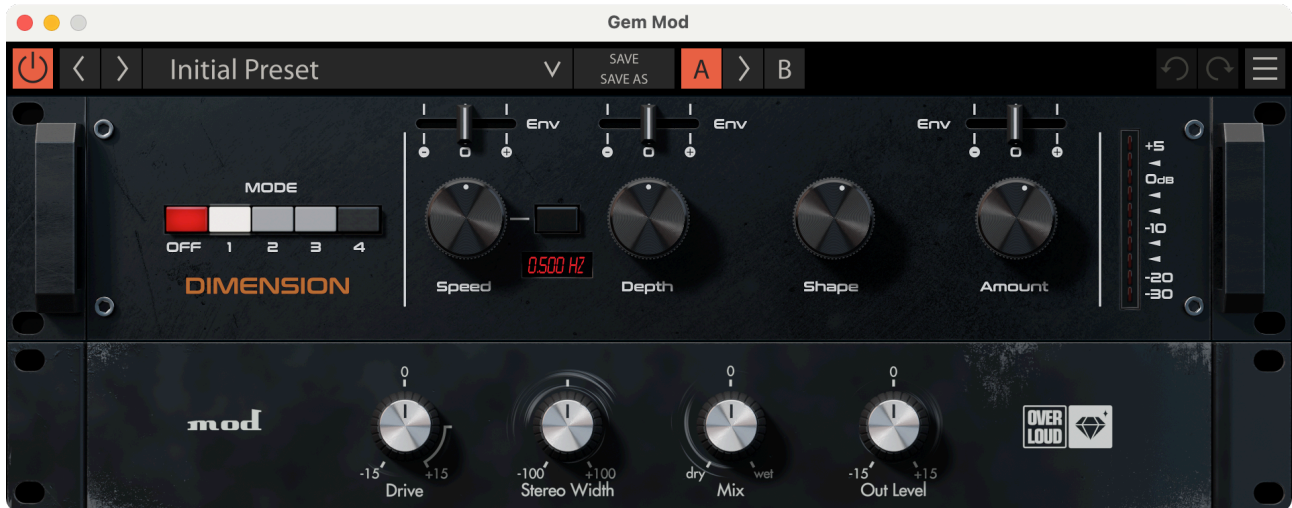 Gem Mod
Initial Preset
SAVE
SAVE AS
A
B
Env
Env
Env
- 0 +
- 0 +
- 0 +
+5
0dB
-10
-20
-30
MODE
OFF 1 2 3 4
DIMENSION
0.500 HZ
Speed
Depth
Shape
Amount
mod
0
0
0
-15
+15
Drive
-100
+100
Stereo Width
dry
wet
Mix
-15
+15
Out Level
OVER
LOUD